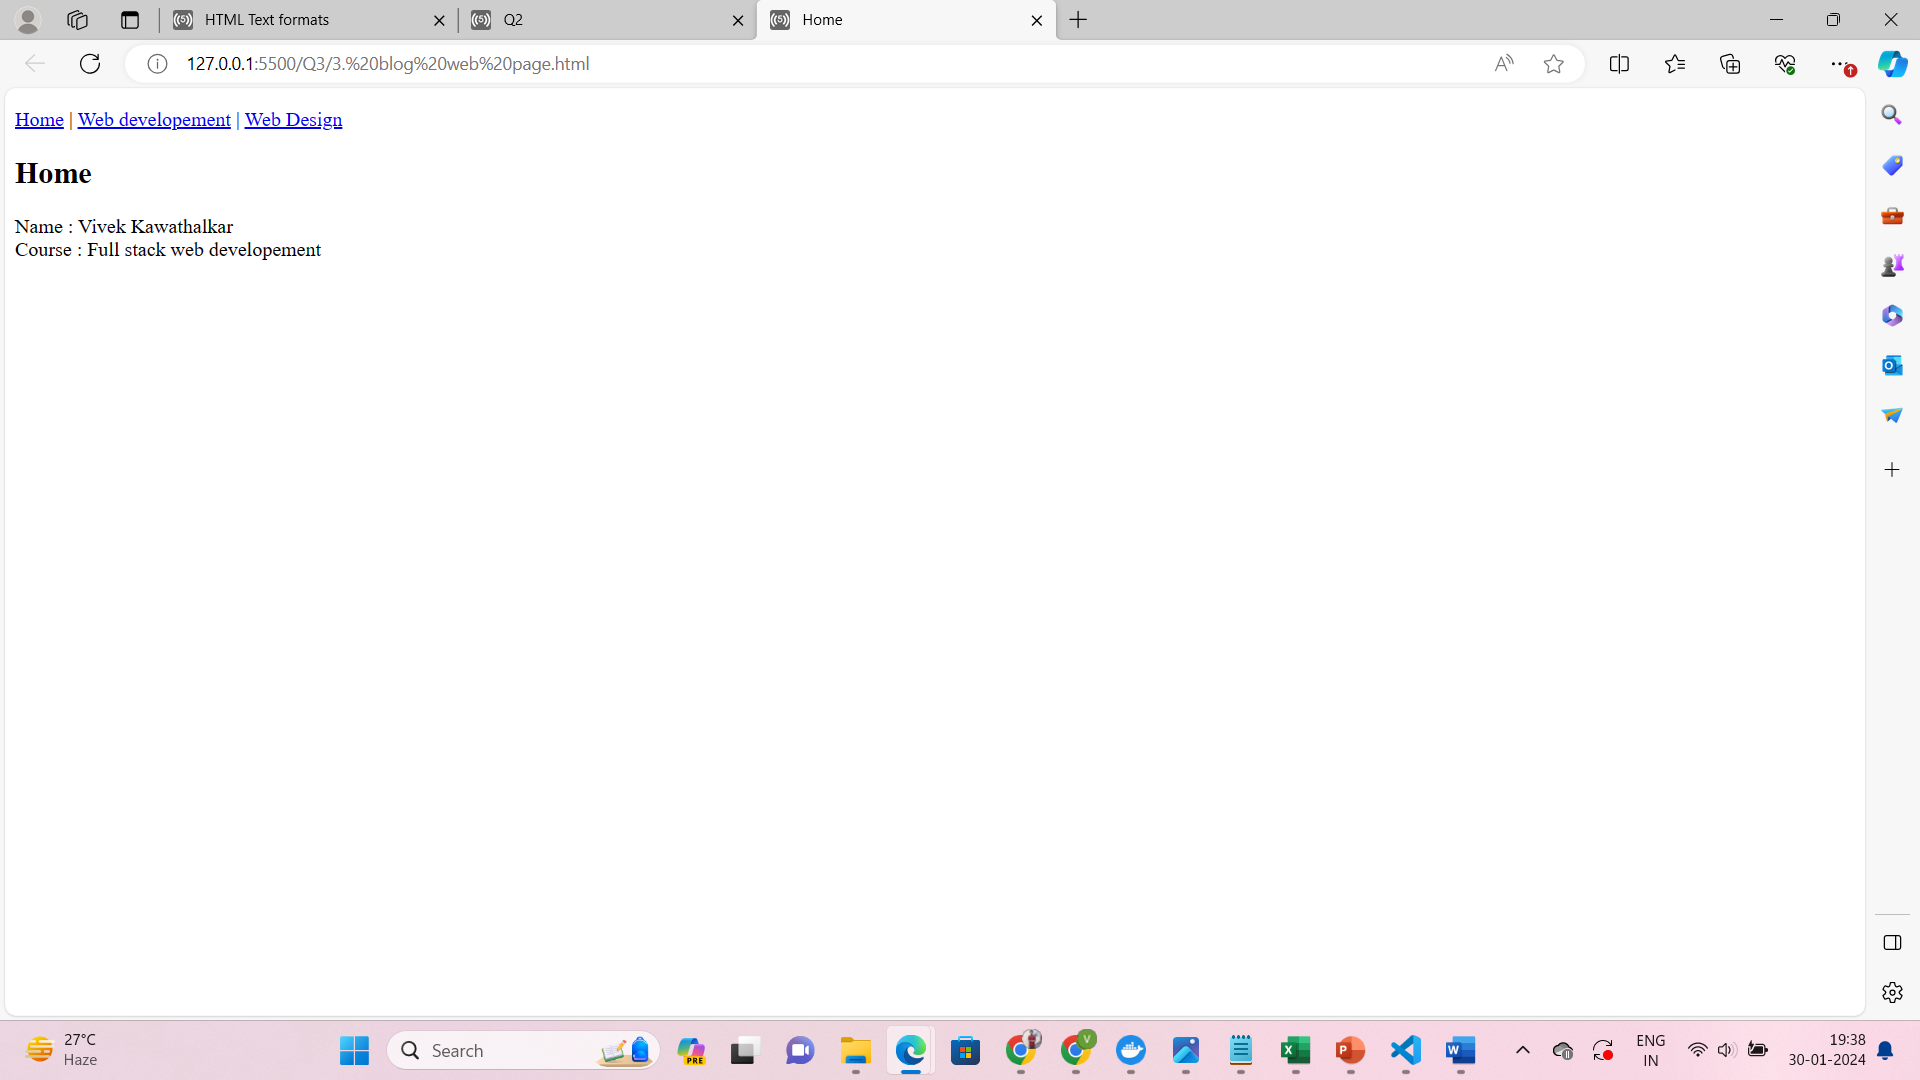 HTML Text formats
Q2
Home
127.0.0.1:5500/Q3/3.%20blog%20web%20page.html
Home | Web developement | Web Design
Home
Name : Vivek Kawathalkar
Course : Full stack web developement
27°C
Haze
Search
PRE
V
ENG
IN
19:38
30-01-2024